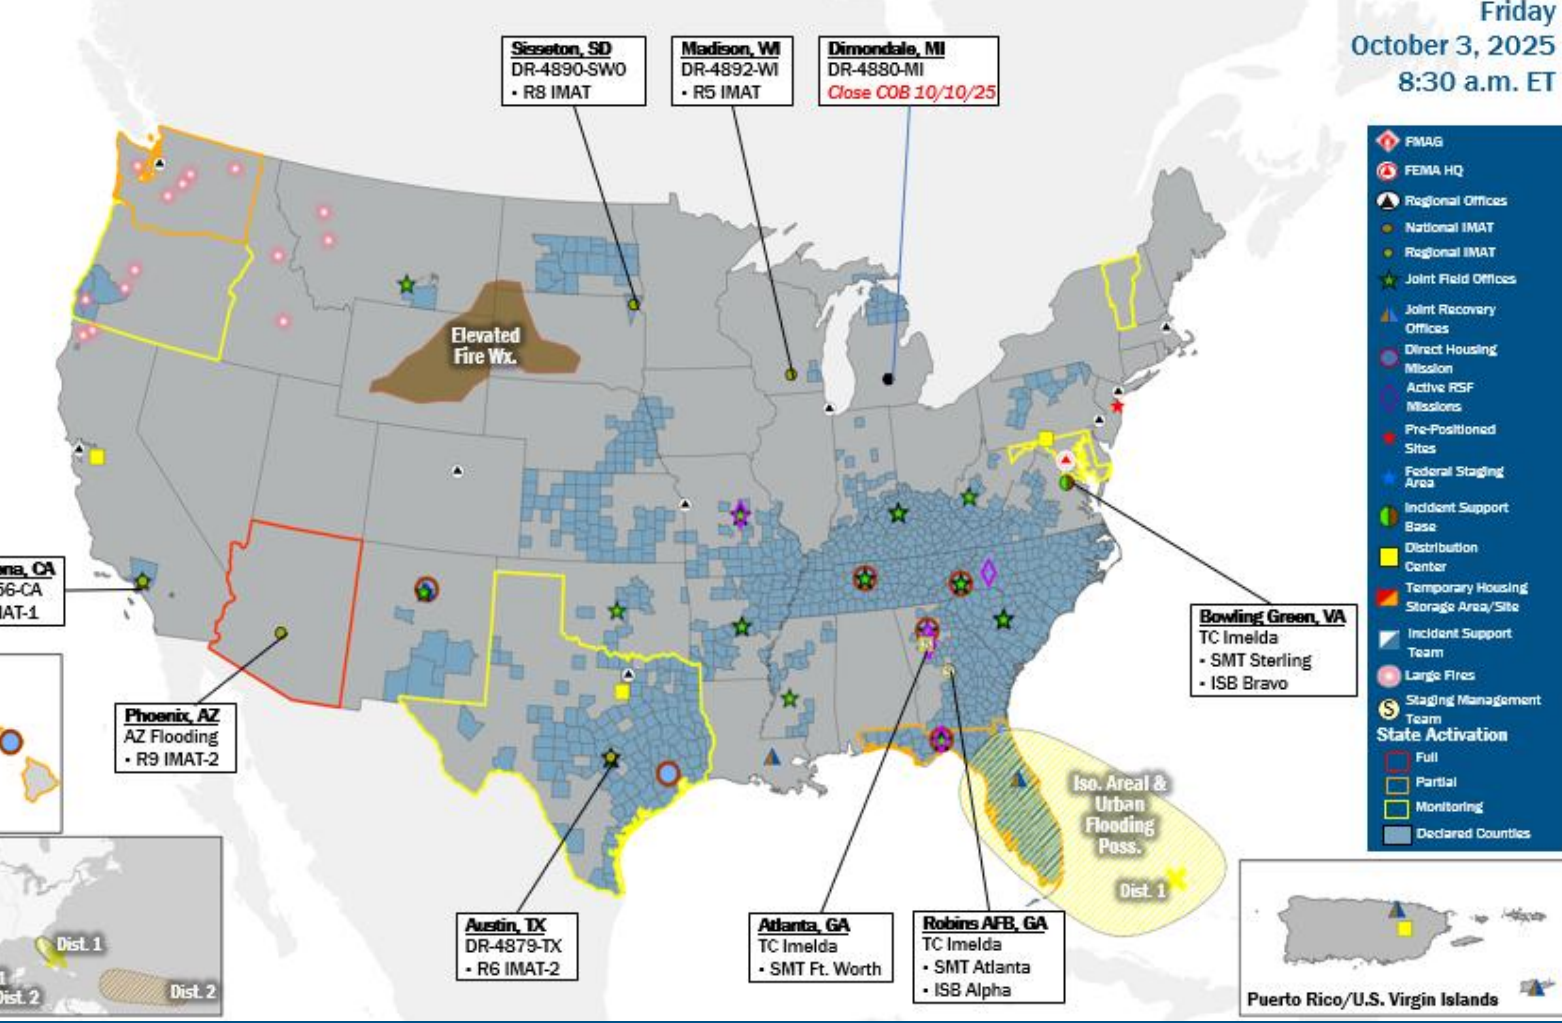 Friday
October 3, 2025
8:30 a.m. ET
Sisseton, SD
DR-4890-SWO
• R8 IMAT
Madison, WI
DR-4892-WI
• R5 IMAT
Dimondale, MI
DR-4880-MI
Close COB 10/10/25
FMAG
FEMA HQ
Regional Offices
National IMAT
Regional IMAT
Joint Field Offices
Joint Recovery
Offices
Direct Housing
Mission
Active RSF
Missions
Pre-Positioned
Sites
Federal Staging
Area
Incident Support
Base
Distribution
Center
Temporary Housing
Storage Area/Site
Incident Support
Team
Large Fires
S
Staging Management
Team
State Activation
Full
Partial
Monitoring
Declared Counties
Elevated
Fire Wx.
ena, CA
56-CA
MAT-1
Phoenix, AZ
AZ Flooding
• R9 IMAT-2
Bowling Green, VA
TC Imelda
• SMT Sterling
• ISB Bravo
Iso. Areal &
Urban
Flooding
Poss.
Dist. 1
Austin, TX
DR-4879-TX
• R6 IMAT-2
Atlanta, GA
TC Imelda
• SMT Ft. Worth
Robins AFB, GA
TC Imelda
• SMT Atlanta
• ISB Alpha
Dist. 1
Dist. 2
1
Dist. 2
Puerto Rico/U.S. Virgin Islands